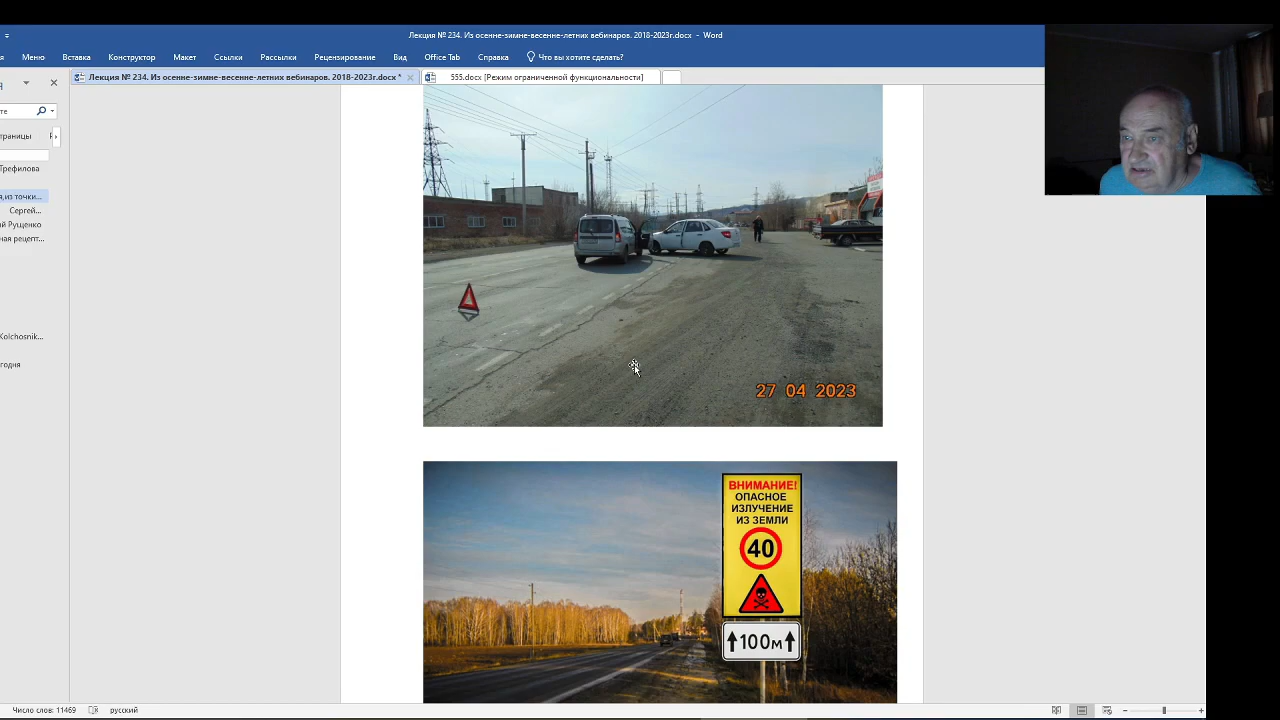 Лекция № 234. Из осенне-зимне-весенне-летних вебинаров. 2018-2023г.docx - Word
Меню Вставка Конструктор Макет Ссылки Рассылки Рецензирование Вид Office Tab Справка Что вы хотите сделать?
Лекция № 234. Из осенне-зимне-весенне-летних вебинаров. 2018-2023г.docx *
555.docx [Режим ограниченной функциональности]
Трефилова
Сергей...
й Рущенко
ная рецепт...
Kolchosnik...
27 04 2023
ВНИМАНИЕ!
ОПАСНОЕ
ИЗЛУЧЕНИЕ
ИЗ ЗЕМЛИ
40
100м
Число слов: 11469 русский